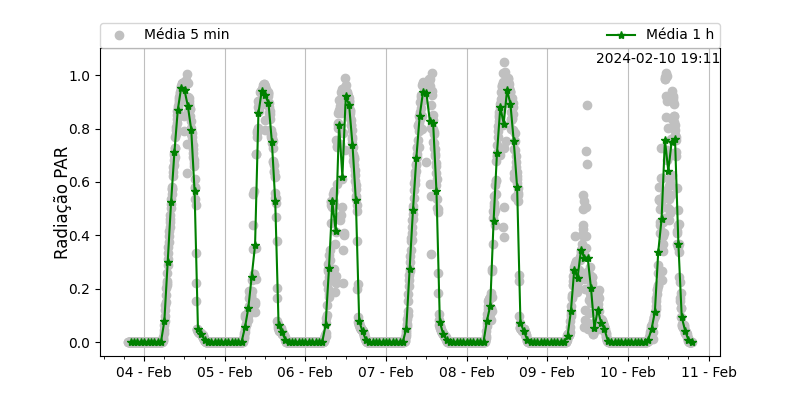 Média 5 min
Média 1 h
2024-02-10 19:11
Radiação PAR
1.0
0.8
0.6
0.4
0.2
0.0
04 - Feb
05 - Feb
06 - Feb
07 - Feb
08 - Feb
09 - Feb
10 - Feb
11 - Feb